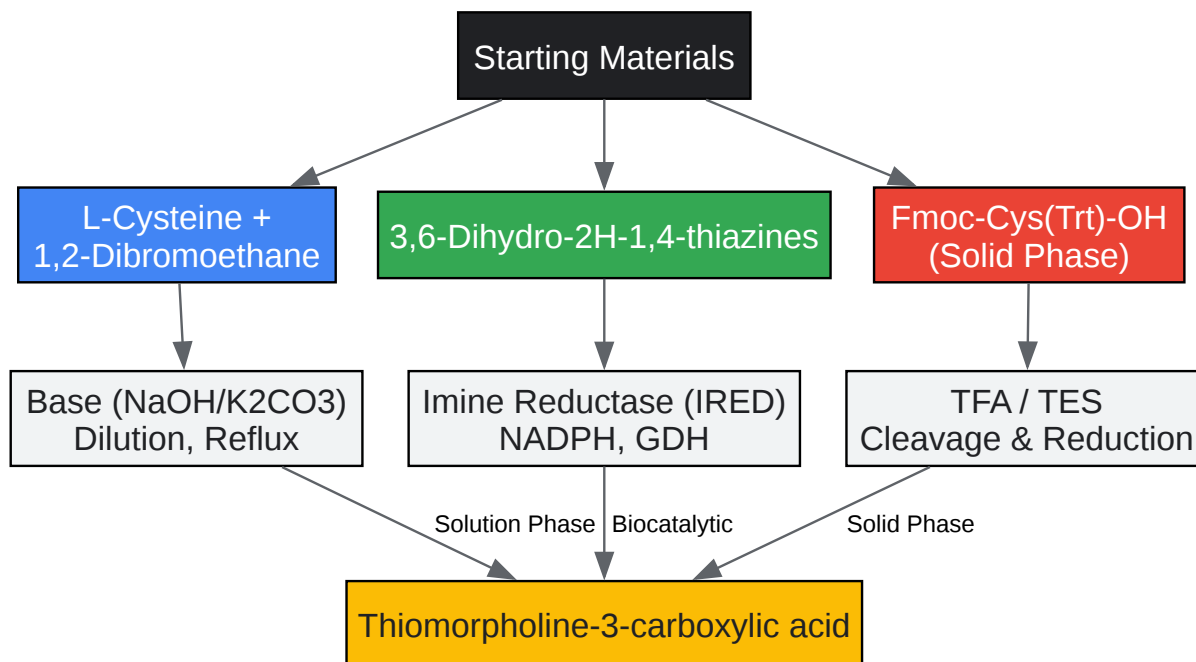 Starting Materials
L-Cysteine +
1,2-Dibromoethane
3,6-Dihydro-2H-1,4-thiazines
Fmoc-Cys(Trt)-OH
(Solid Phase)
Base (NaOH/K2CO3)
Dilution, Reflux
Imine Reductase (IRED)
NADPH, GDH
TFA / TES
Cleavage & Reduction
Solution Phase
Biocatalytic
Solid Phase
Thiomorpholine-3-carboxylic acid